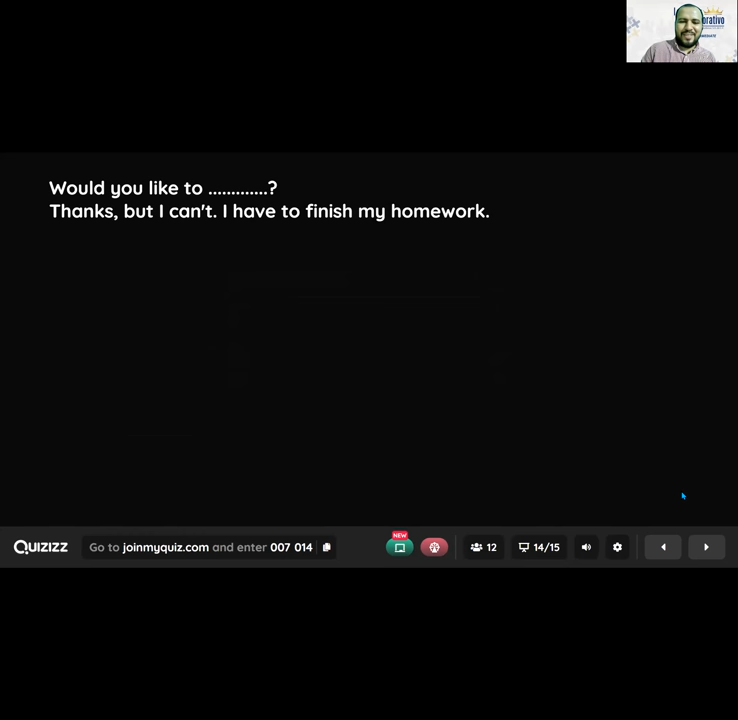 orativo
Would you like to .............?
Thanks, but I can't. I have to finish my homework.
NEW
QUIZIZZ Go to joinmyquiz.com and enter 007 014 12 14/15